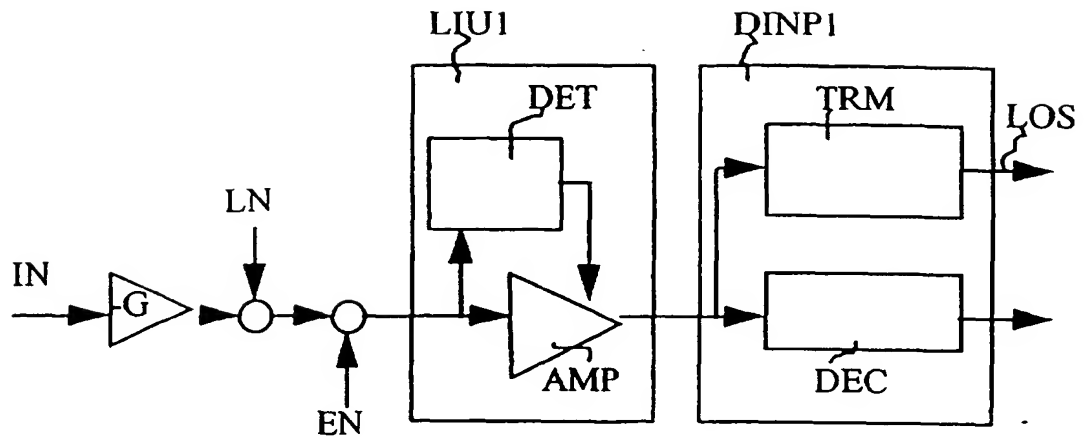 LIU1
DINP1
DET
TRM
LOS
LN
IN
-G
AMP
DEC
EN